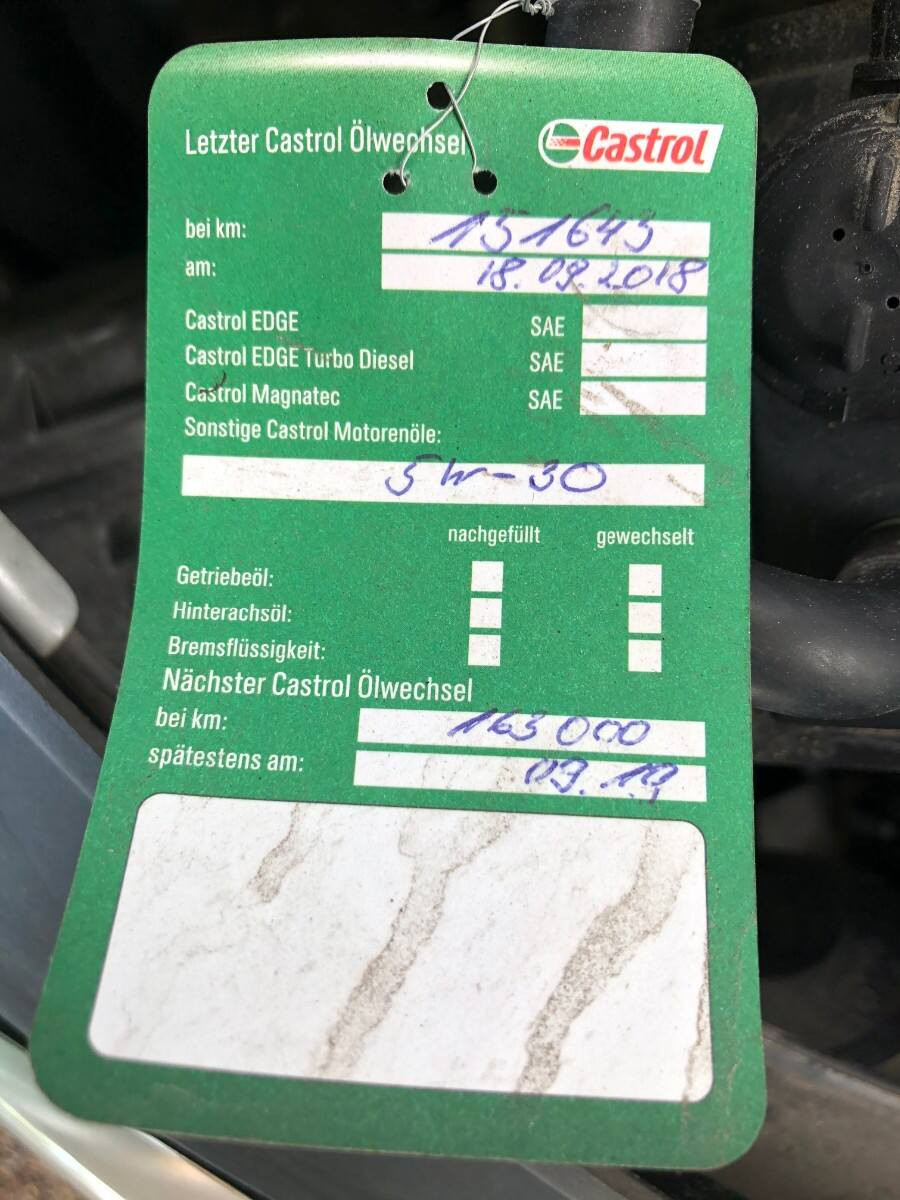 Letzter Castrol Ölwechsel Castrol
bei km: 151643
am: 18.09.2018
Castrol EDGE SAE
Castrol EDGE Turbo Diesel SAE
Castrol Magnatec SAE
Sonstige Castrol Motorenöle:
5W-30
nachgefüllt gewechselt
Getriebeöl:
Hinterachsöl:
Bremsflüssigkeit:
Nächster Castrol Ölwechsel
bei km: 163000
spätestens am: 09.19